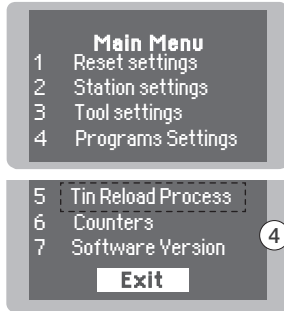 Main Menu
1 Reset settings
2 Station settings
3 Tool settings
4 Programs Settings
5 Tin Reload Process
6 Counters
4
7 Software Version
Exit